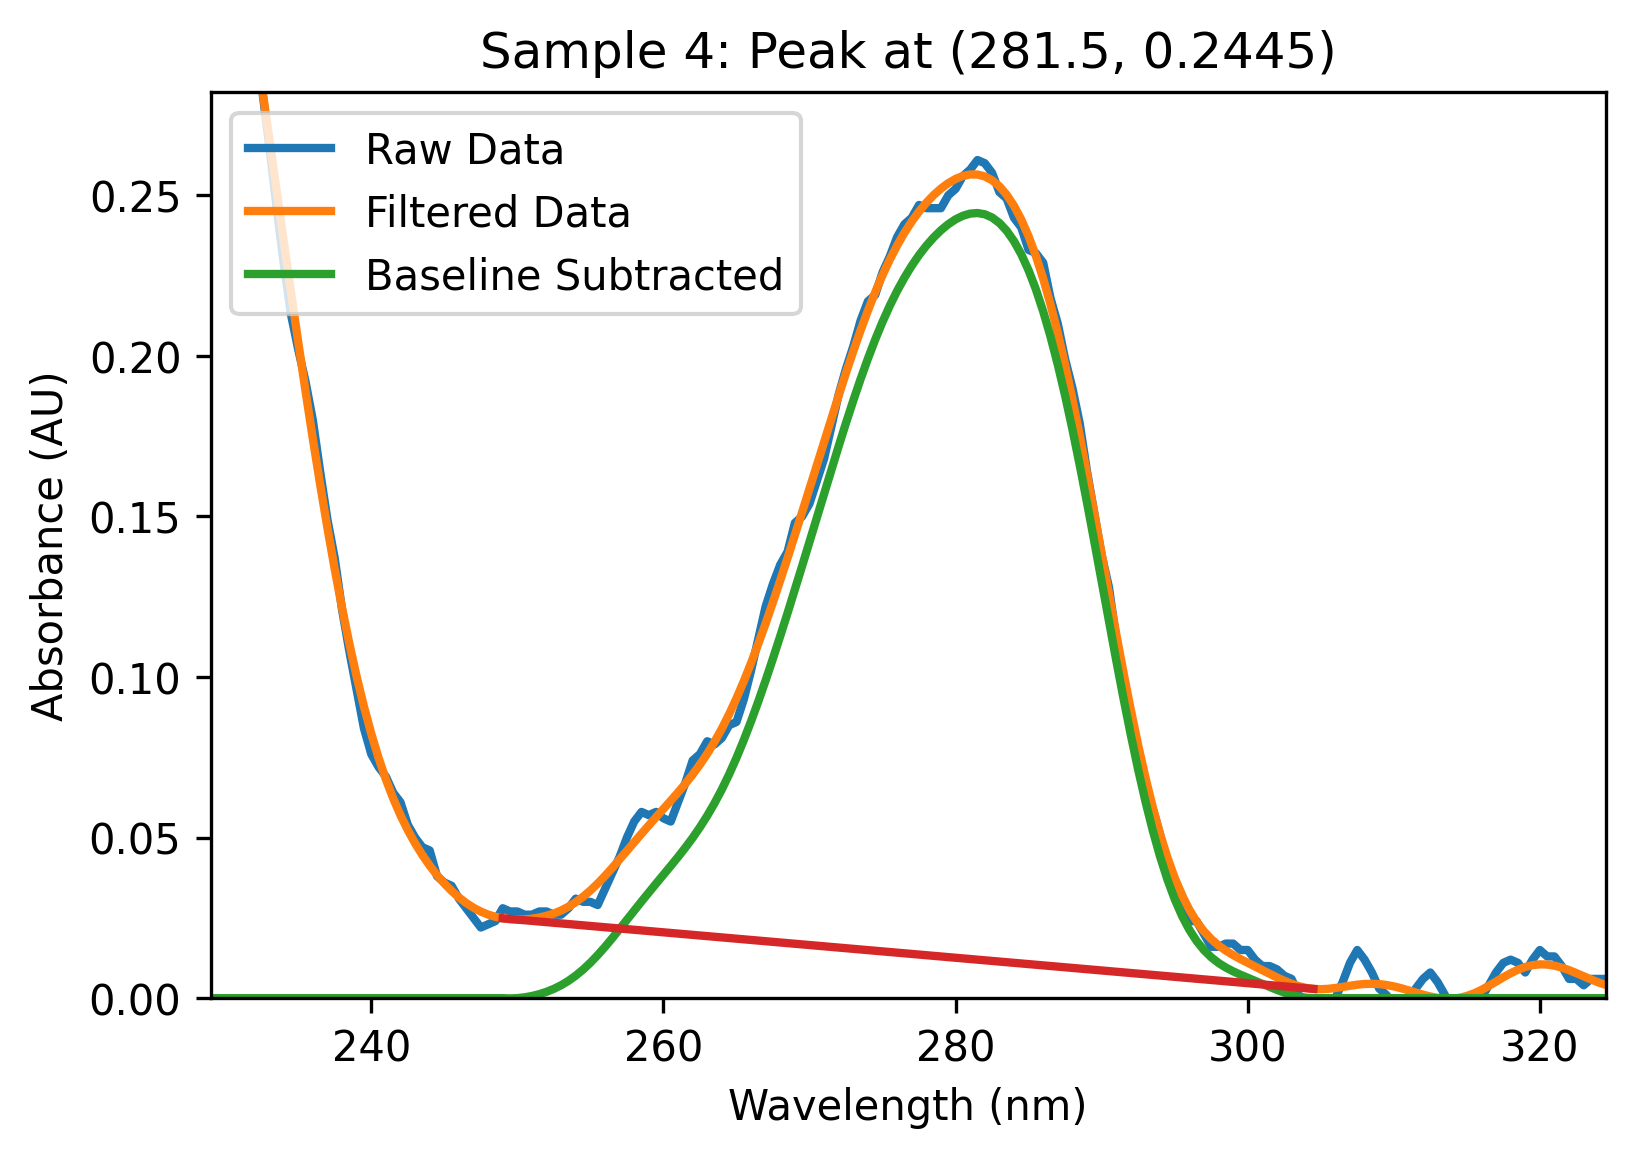 Sample 4: Peak at (281.5, 0.2445)
Raw Data
Filtered Data
Baseline Subtracted
Absorbance (AU)
0.25
0.20
0.15
0.10
0.05
0.00
240 260 280 300 320
Wavelength (nm)